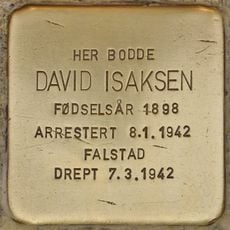 HER BODDE
DAVID ISAKSEN
FØDSELSÅR 1898
ARRESTERT 8.1.1942
FALSTAD
DREPT 7.3.1942